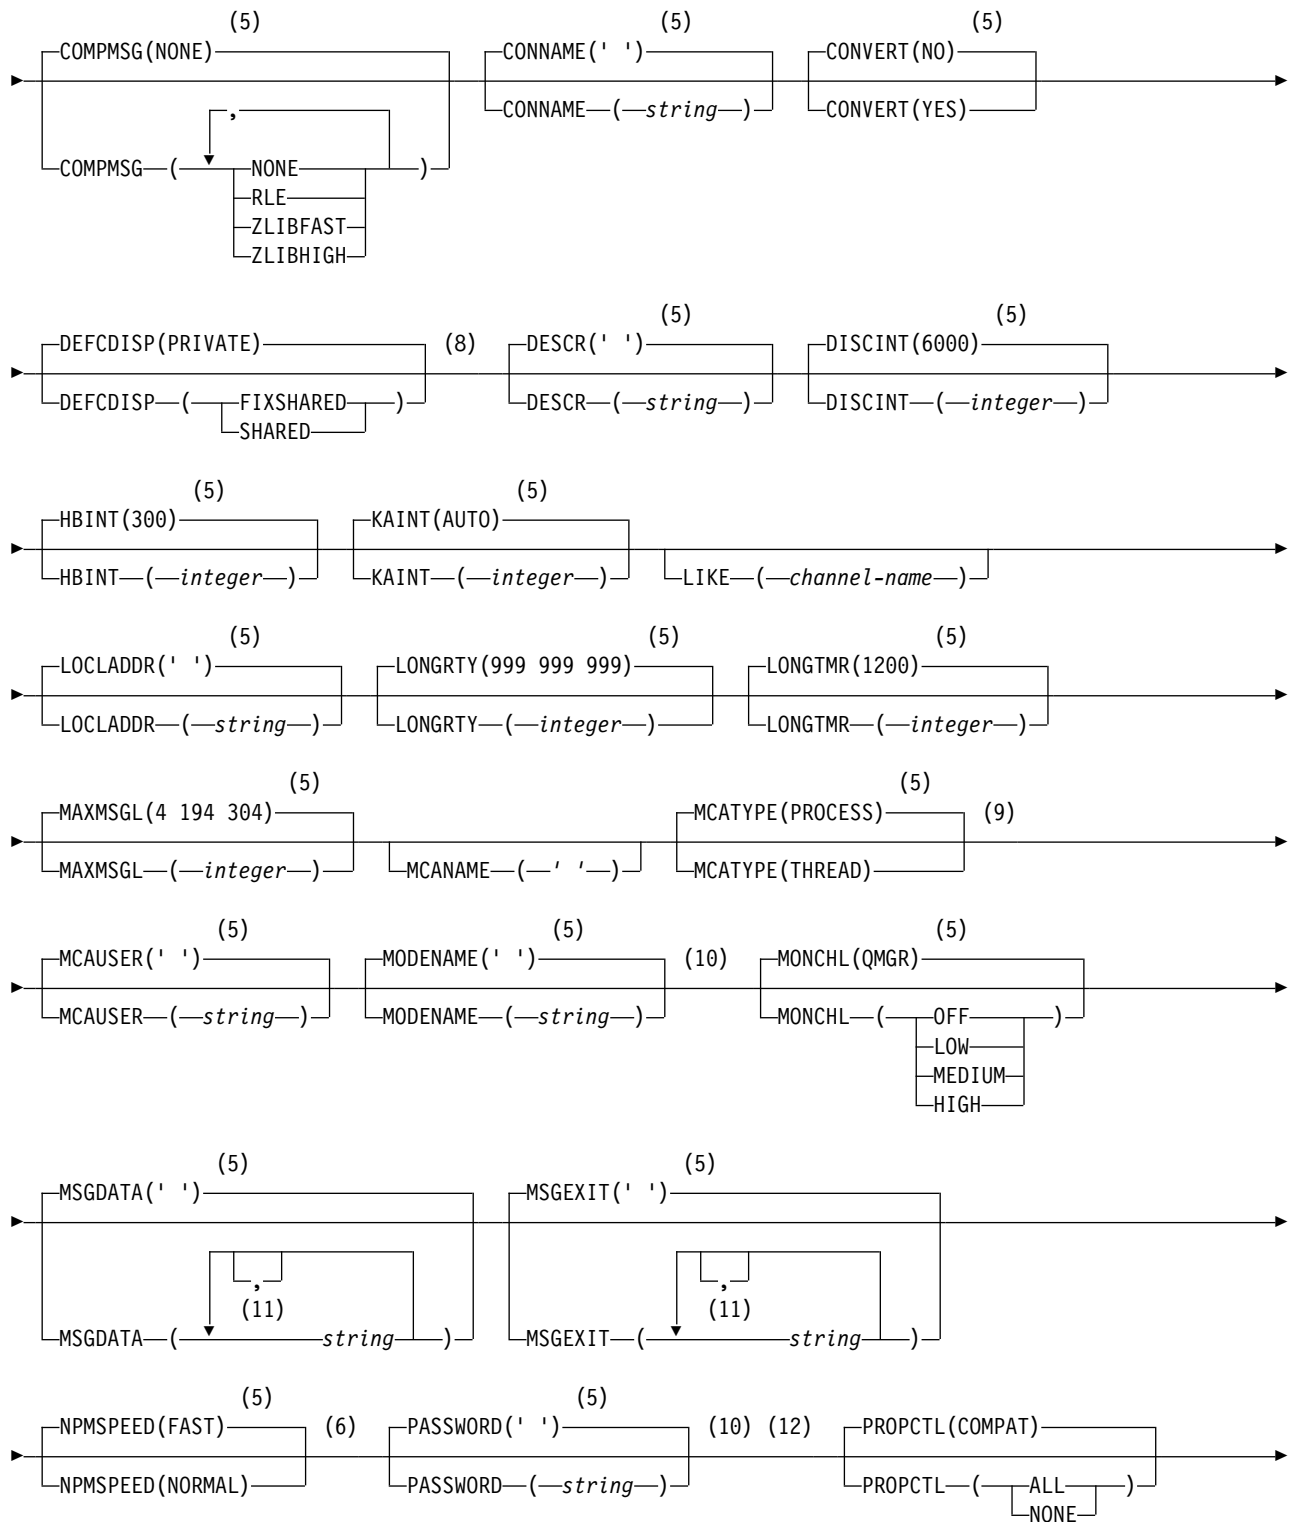 (5) (5) (5)
COMPMSG(NONE) CONNAME(' ') CONVERT(NO)
, CONNAME ( string ) CONVERT(YES)
COMPMSG ( NONE )
RLE
ZLIBFAST
ZLIBHIGH
(5) (5)
DEFCDISP(PRIVATE) (8) DESCR(' ') DISCINT(6000)
DEFCDISP ( FIXSHARED ) DESCR ( string ) DISCINT ( integer )
SHARED
(5) (5)
HBINT(300) KAINT(AUTO)
HBINT ( integer ) KAINT ( integer ) LIKE ( channel-name )
(5) (5) (5)
LOCLADDR(' ') LONGRTY(999 999 999) LONGTMR(1200)
LOCLADDR ( string ) LONGRTY ( integer ) LONGTMR ( integer )
(5) (5)
MAXMSGL(4 194 304) MCATYPE(PROCESS) (9)
MAXMSGL ( integer ) MCANAME ( ' ' ) MCATYPE(THREAD)
(5) (5) (5)
MCAUSER(' ') MODENAME(' ') (10) MONCHL(QMGR)
MCAUSER ( string ) MODENAME ( string ) MONCHL ( OFF )
LOW
MEDIUM
HIGH
(5) (5)
MSGDATA(' ') MSGEXIT(' ')
, ,
(11) (11)
MSGDATA ( string ) MSGEXIT ( string )
(5) (5)
NPMSPEED(FAST) (6) PASSWORD(' ') (10) (12) PROPCTL(COMPAT)
NPMSPEED(NORMAL) PASSWORD ( string ) PROPCTL ( ALL )
NONE